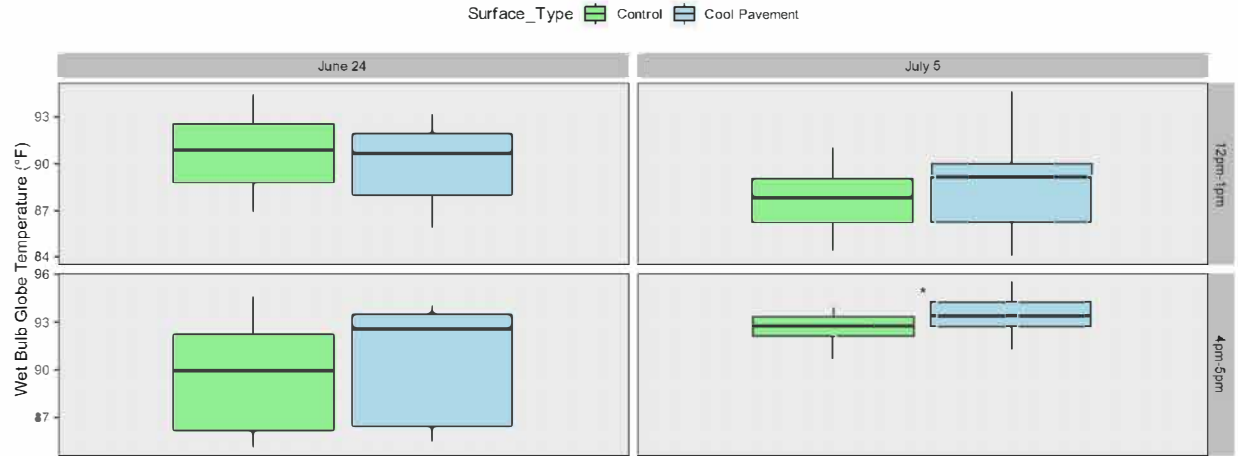 Surface_Type Control Cool Pavement
June 24 July 5
Wet Bulb Globe Temperature (°F)
93
90
87
84
12pm-1pm
96
93
90
87
*
4pm-5pm